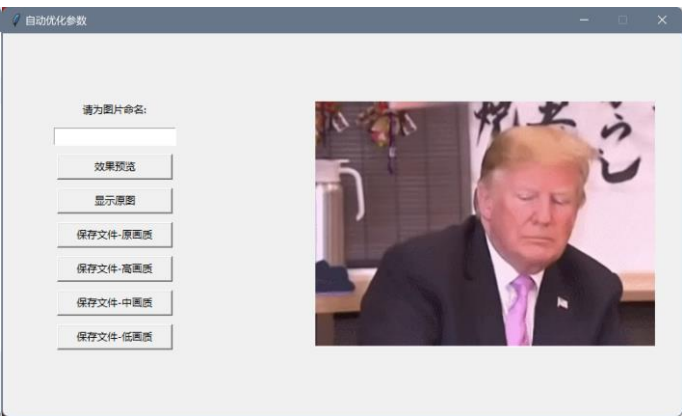 自动优化参数
请为图片命名:
效果预览
显示原图
保存文件-原画质
保存文件-高画质
保存文件-中画质
保存文件-低画质